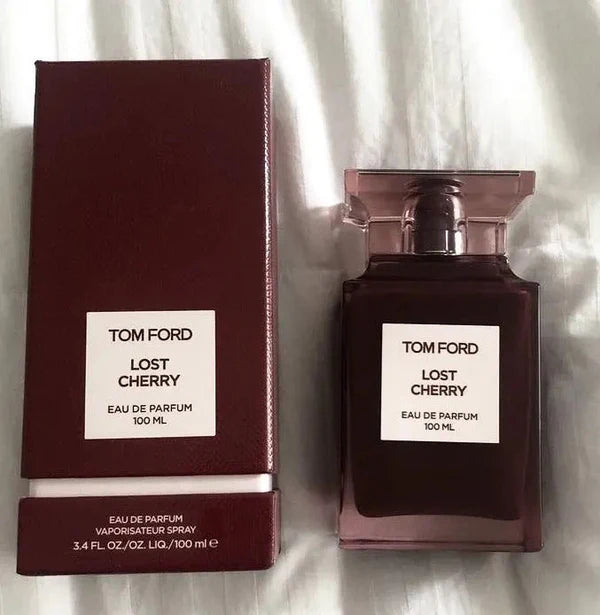 TOM FORD
LOST
CHERRY
EAU DE PARFUM
100 ML
EAU DE PARFUM
VAPORISATEUR SPRAY
3.4 FL. OZ./OZ. LIQ./100 ml e
TOM FORD
LOST
CHERRY
EAU DE PARFUM
100 ML